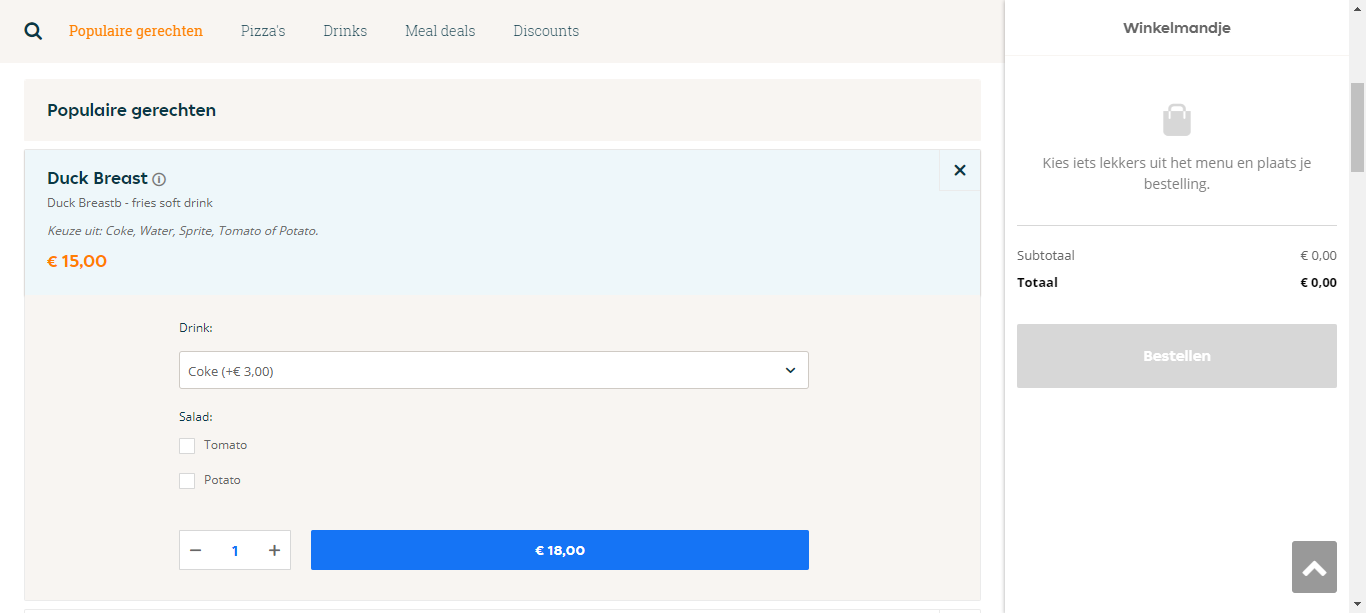 Populaire gerechten
Pizza's
Drinks
Meal deals
Discounts
Populaire gerechten
Duck Breast
Duck Breastb - fries soft drink
Keuze uit: Coke, Water, Sprite, Tomato of Potato.
€ 15,00
Drink:
Coke (+€ 3,00)
Salad:
Tomato
Potato
1
€ 18,00
Winkelmandje
Kies iets lekkers uit het menu en plaats je
bestelling.
Subtotaal € 0,00
Totaal € 0,00
Bestellen